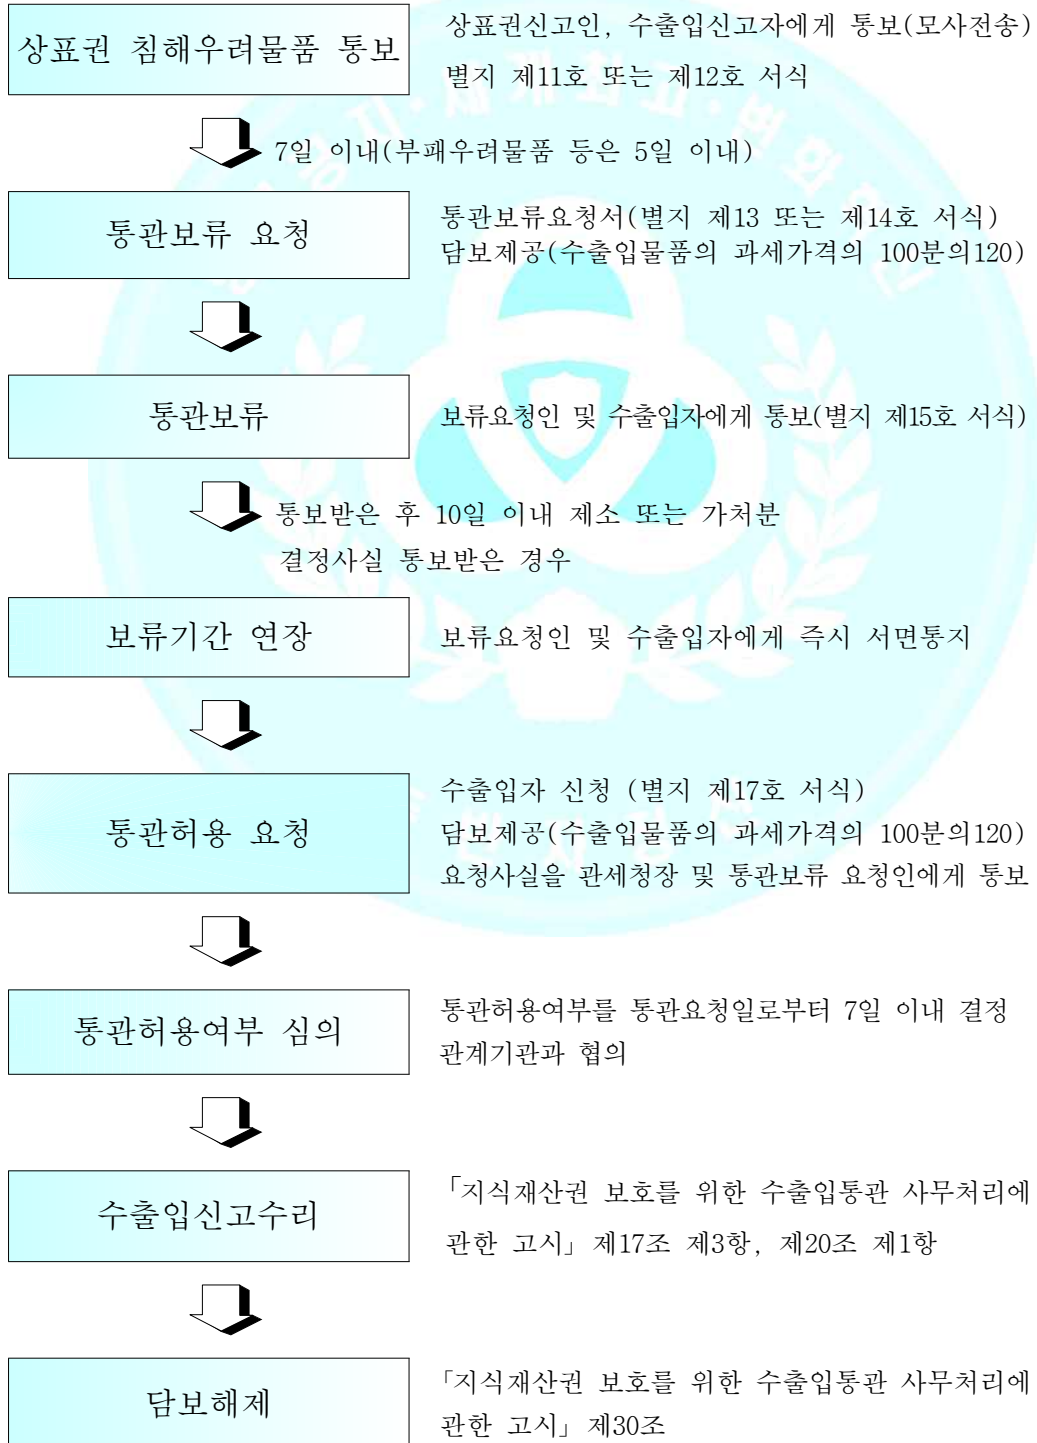 상표권 침해우려물품 통보
상표권신고인, 수출입신고자에게 통보(모사전송)
별지 제11호 또는 제12호 서식
7일 이내(부패우려물품 등은 5일 이내)
통관보류 요청
통관보류요청서(별지 제13 또는 제14호 서식)
담보제공(수출입물품의 과세가격의 100분의120)
통관보류
보류요청인 및 수출입자에게 통보(별지 제15호 서식)
통보받은 후 10일 이내 제소 또는 가처분
결정사실 통보받은 경우
보류기간 연장
보류요청인 및 수출입자에게 즉시 서면통지
통관허용 요청
수출입자 신청 (별지 제17호 서식)
담보제공(수출입물품의 과세가격의 100분의120)
요청사실을 관세청장 및 통관보류 요청인에게 통보
통관허용여부 심의
통관허용여부를 통관요청일로부터 7일 이내 결정
관계기관과 협의
수출입신고수리
「지식재산권 보호를 위한 수출입통관 사무처리에
관한 고시」 제17조 제3항, 제20조 제1항
담보해제
「지식재산권 보호를 위한 수출입통관 사무처리에
관한 고시」 제30조